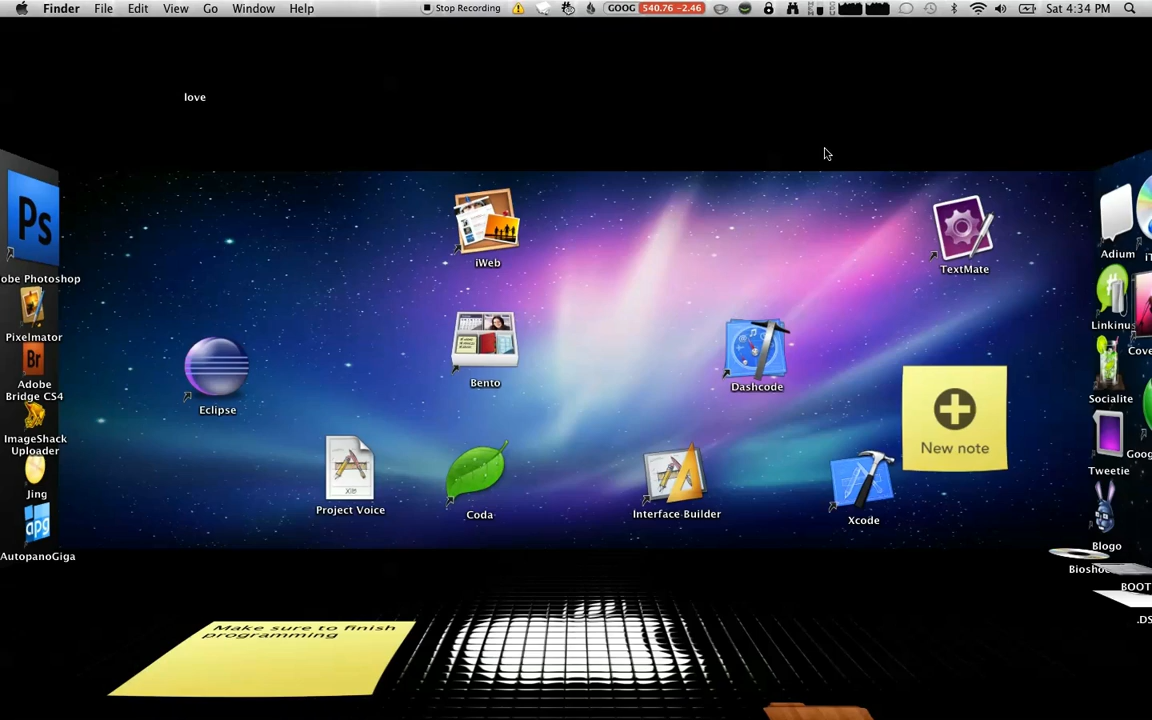 Finder File Edit View Go Window Help Stop Recording GOOG 540.76 -2.46 Sat 4:34 PM
love
Ps
obe Photoshop
Pixelmator
Br
Adobe
Bridge CS4
ImageShack
Uploader
Jing
apg
AutopanoGiga
iWeb
Bento
Eclipse
Project Voice
Coda
Interface Builder
Dashcode
TextMate
New note
Xcode
Adium
Linkinu
Cove
Socialite
Goog
Tweetie
Blogo
Biosho
BOOT
.DS
Make sure to finish
programming